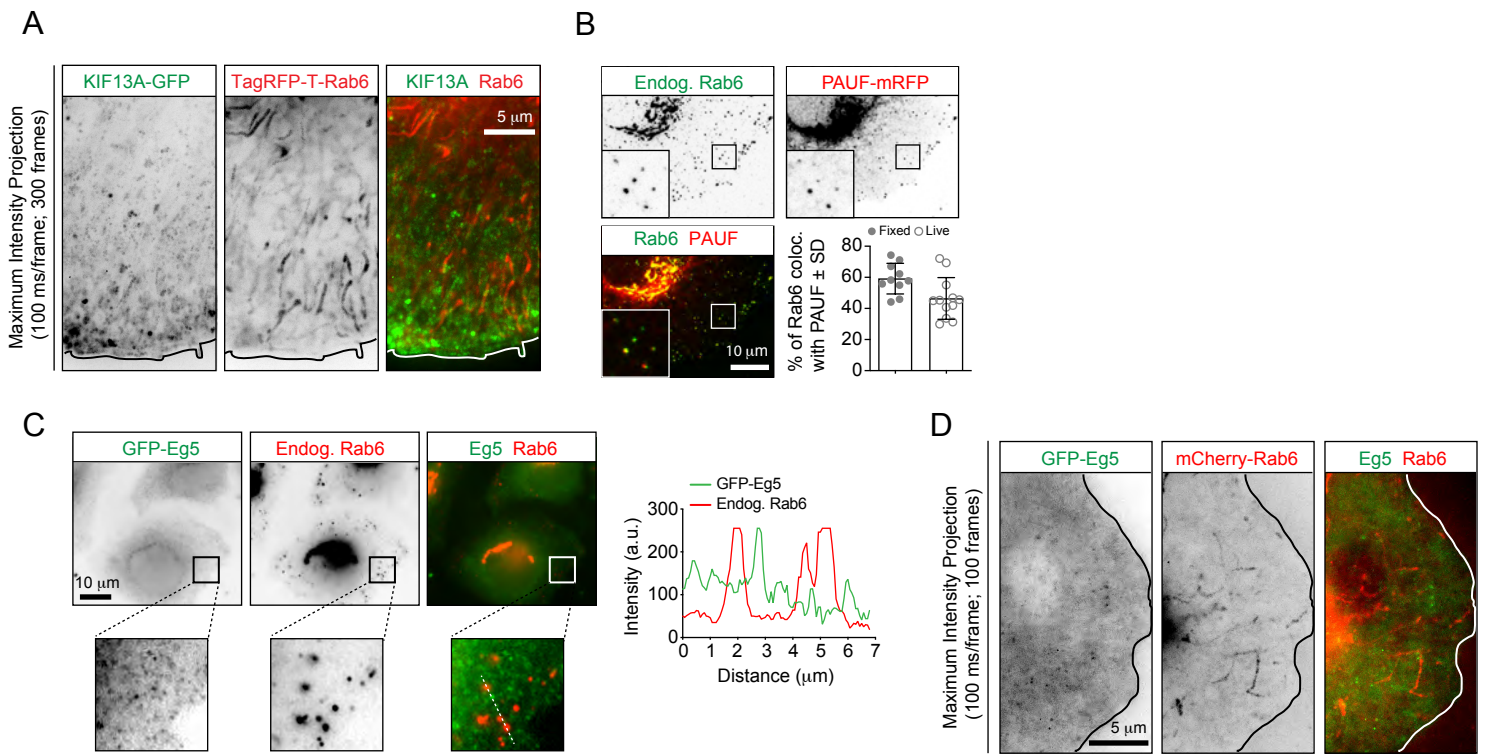 A
KIF13A-GFP
TagRFP-T-Rab6
KIF13A Rab6
5 μm
Maximum Intensity Projection
(100 ms/frame; 300 frames)
B
Endog. Rab6
PAUF-mRFP
Rab6 PAUF
10 μm
Fixed Live
% of Rab6 coloc.
with PAUF ± SD
80
60
40
20
0
C
GFP-Eg5
Endog. Rab6
Eg5 Rab6
10 μm
GFP-Eg5
Endog. Rab6
Intensity (a.u.)
300
200
100
0
0 1 2 3 4 5 6 7
Distance (μm)
D
GFP-Eg5
mCherry-Rab6
Eg5 Rab6
Maximum Intensity Projection
(100 ms/frame; 100 frames)
5 μm